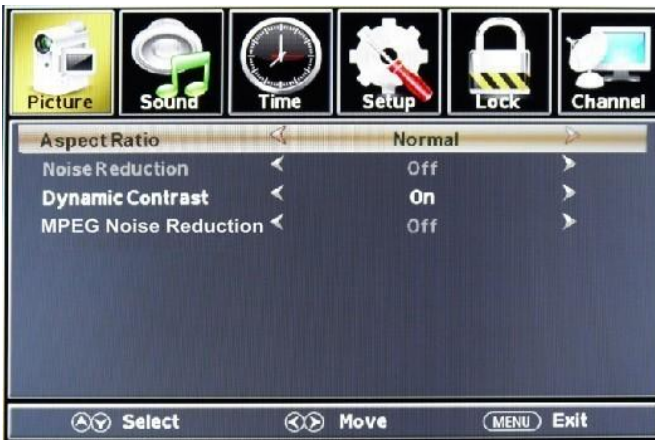 Picture Sound Time Setup Lock Channel
Aspect Ratio Normal
Noise Reduction Off
Dynamic Contrast On
MPEG Noise Reduction Off
Select Move MENU Exit